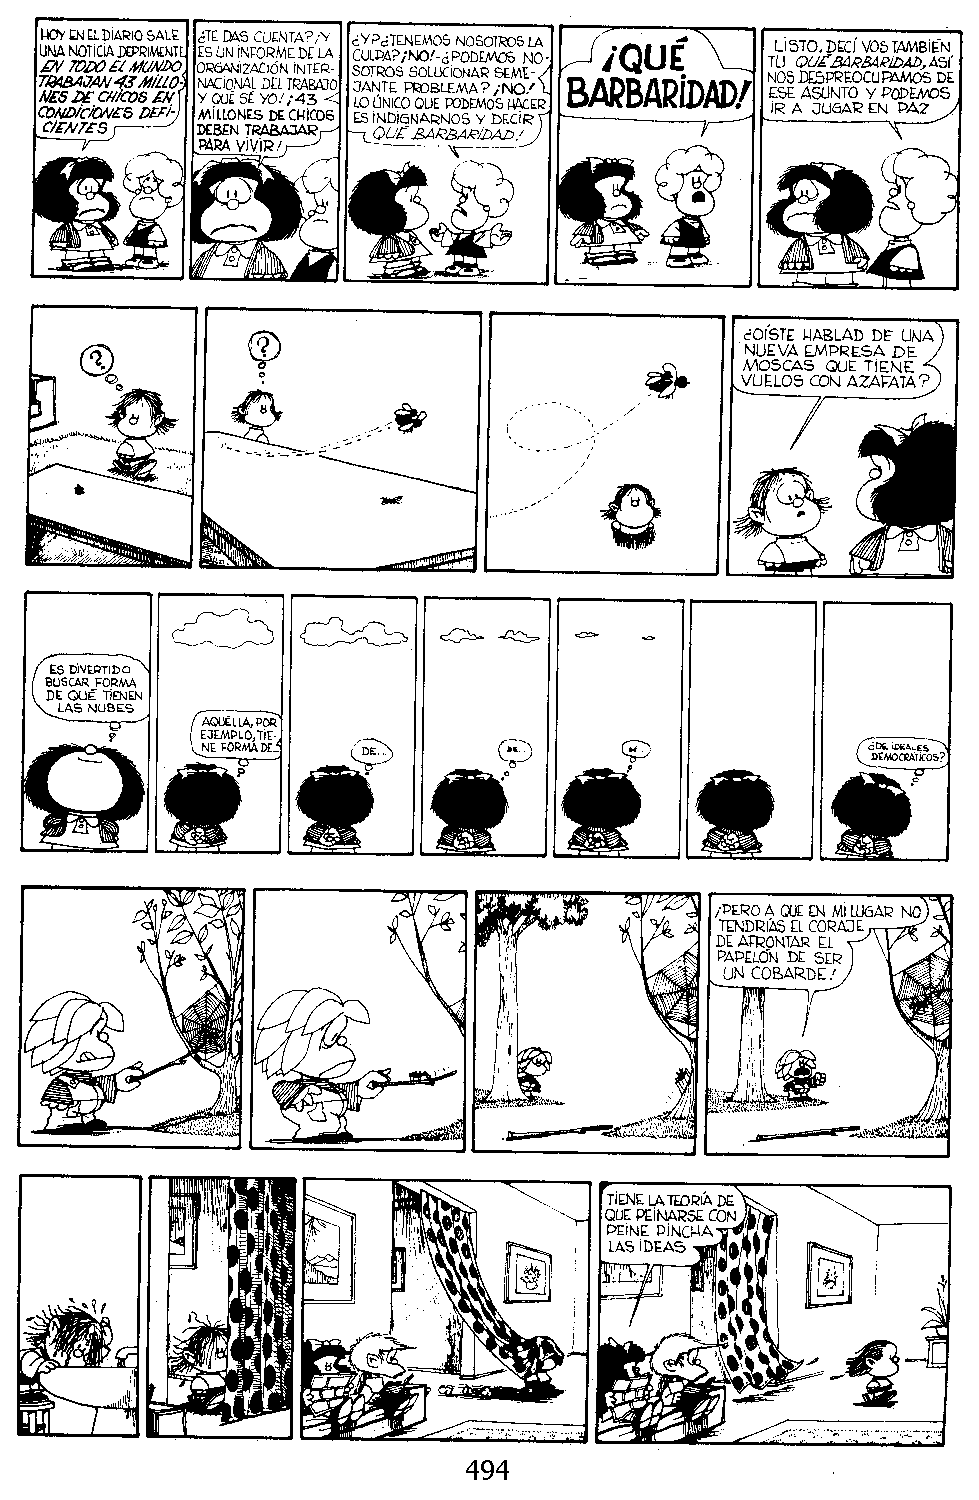 HOY EN EL DIARIO SALE
UNA NOTICIA DEPRIMENTE
EN TODO EL MUNDO
TRABAJAN 43 MILLO-
NES DE CHICOS EN
CONDICIONES DEFI-
CIENTES
¿TE DAS CUENTA? ¡Y
ES UN INFORME DE LA
ORGANIZACIÓN INTER-
NACIONAL DEL TRABAJO
Y QUÉ SÉ YO! ¡43
MILLONES DE CHICOS
DEBEN TRABAJAR
PARA VIVIR!
¿Y? ¿TENEMOS NOSOTROS LA
CULPA? ¡NO! ¿PODEMOS NO-
SOTROS SOLUCIONAR SEME-
JANTE PROBLEMA? ¡NO!
LO ÚNICO QUE PODEMOS HACER
ES INDIGNARNOS Y DECIR
QUÉ BARBARIDAD!
¡QUÉ
BARBARIDAD!
LISTO. DECÍ VOS TAMBIÉN
TU QUÉ BARBARIDAD, ASÍ
NOS DESPREOCUPAMOS DE
ESE ASUNTO Y PODEMOS
IR A JUGAR EN PAZ
?
?
¿OÍSTE HABLAD DE UNA
NUEVA EMPRESA DE
MOSCAS QUE TIENE
VUELOS CON AZAFATA?
ES DIVERTIDO
BUSCAR FORMA
DE QUÉ TIENEN
LAS NUBES
AQUÉLLA, POR
EJEMPLO, TIE-
NE FORMA DE..
DE...
DE..
DE
¿DE IDEALES
DEMOCRÁTICOS?
¡PERO A QUE EN MI LUGAR NO
TENDRÍAS EL CORAJE
DE AFRONTAR EL
PAPELÓN DE SER
UN COBARDE!
TIENE LA TEORÍA DE
QUE PEINARSE CON
PEINE PINCHA
LAS IDEAS
494